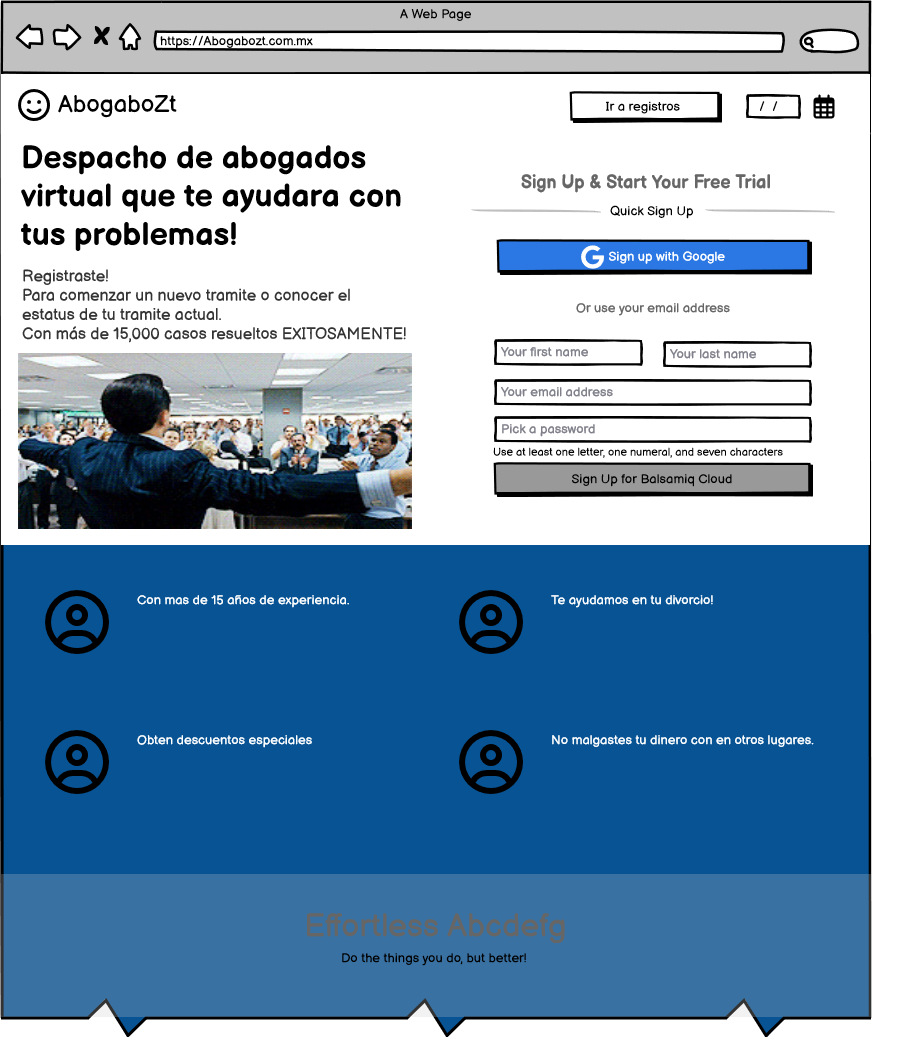 A Web Page
https://Abogabozt.com.mx
AbogaboZt
Ir a registros
/ /
Despacho de abogados
virtual que te ayudara con
tus problemas!
Registraste!
Para comenzar un nuevo tramite o conocer el
estatus de tu tramite actual.
Con más de 15,000 casos resueltos EXITOSAMENTE!
Sign Up & Start Your Free Trial
Quick Sign Up
Sign up with Google
Or use your email address
Your first name
Your last name
Your email address
Pick a password
Use at least one letter, one numeral, and seven characters
Sign Up for Balsamiq Cloud
Con mas de 15 años de experiencia.
Te ayudamos en tu divorcio!
Obten descuentos especiales
No malgastes tu dinero con en otros lugares.
Effortless Abcdefg
Do the things you do, but better!